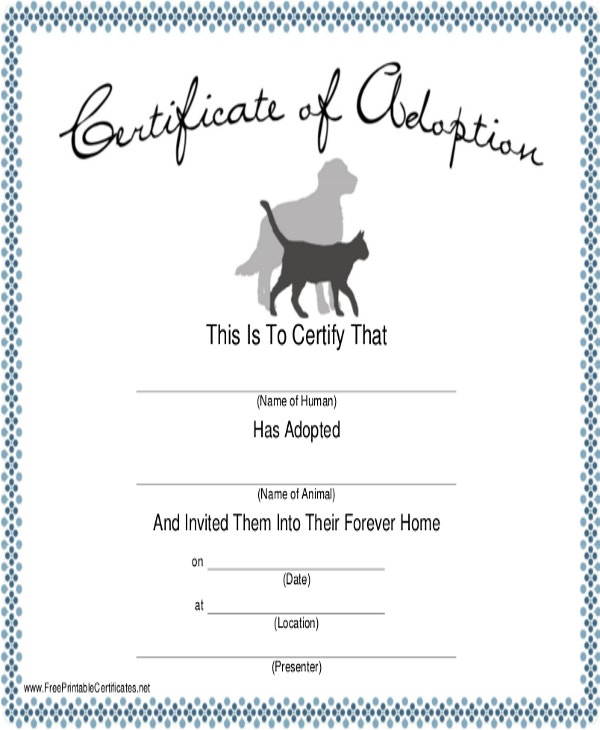 Certificate of Adoption
This Is To Certify That
(Name of Human)
Has Adopted
(Name of Animal)
And Invited Them Into Their Forever Home
on
(Date)
at
(Location)
(Presenter)
www.FreePrintableCertificates.net